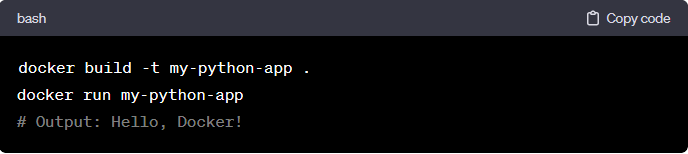 bash
Copy code
docker build -t my-python-app .
docker run my-python-app
# Output: Hello, Docker!